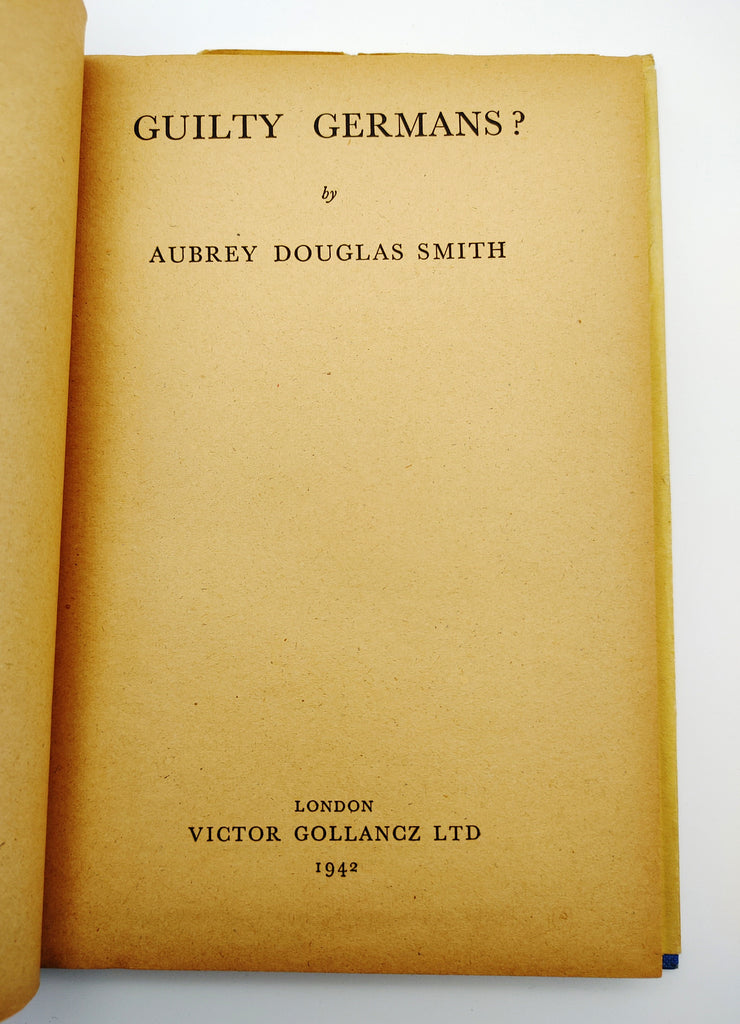 GUILTY GERMANS?
by
AUBREY DOUGLAS SMITH
LONDON
VICTOR GOLLANCZ LTD
1942